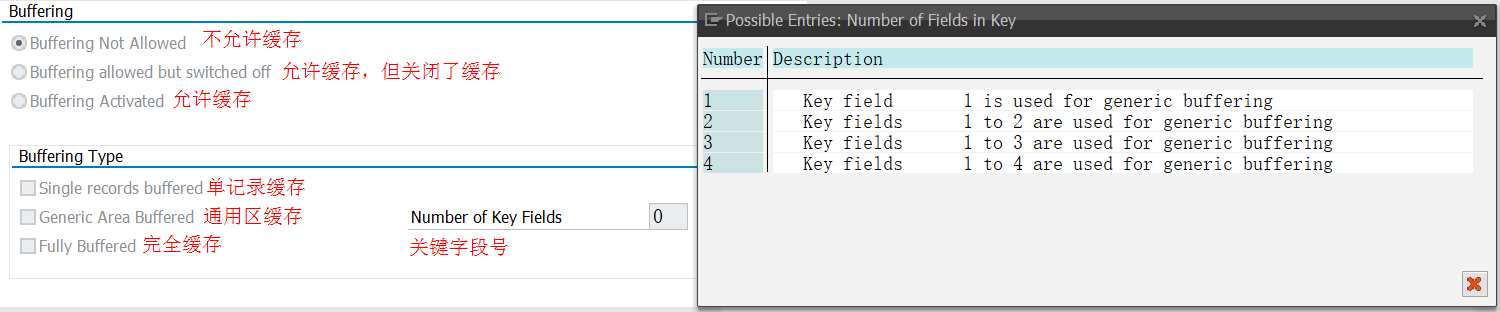 Buffering
Buffering Not Allowed 不允许缓存
Buffering allowed but switched off 允许缓存，但关闭了缓存
Buffering Activated 允许缓存
Buffering Type
Single records buffered 单记录缓存
Generic Area Buffered 通用区缓存 Number of Key Fields 0
Fully Buffered 完全缓存 关键字段号
Possible Entries: Number of Fields in Key
Number Description
1 Key field 1 is used for generic buffering
2 Key fields 1 to 2 are used for generic buffering
3 Key fields 1 to 3 are used for generic buffering
4 Key fields 1 to 4 are used for generic buffering